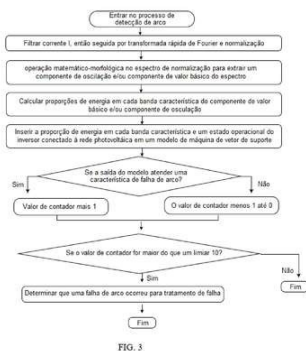 Entrar no processo de
detecção de arco
Filtrar corrente I, então seguida por transformada rápida de Fourier e normalização
operação matemático-morfológica no espectro de normalização para extrair um
componente de oscilação e/ou componente de valor básico do espectro
Calcular proporções de energia em cada banda característica do componente de valor
básico e/ou componente de osculação
Inserir a proporção de energia em cada banda característica e um estado operacional do
inversor conectado à rede photovoltaica em um modelo de máquina de vetor de suporte
Se a saída do modelo atender uma
característica de falha de arco?
Sim
Não
Valor de contador mais 1
O valor de contador menos 1 até 0
Se o valor de contador for maior do que um limiar 10?
Sim
Não
Determinar que uma falha de arco ocorreu para tratamento de falha
Fim
Fim
FIG. 3